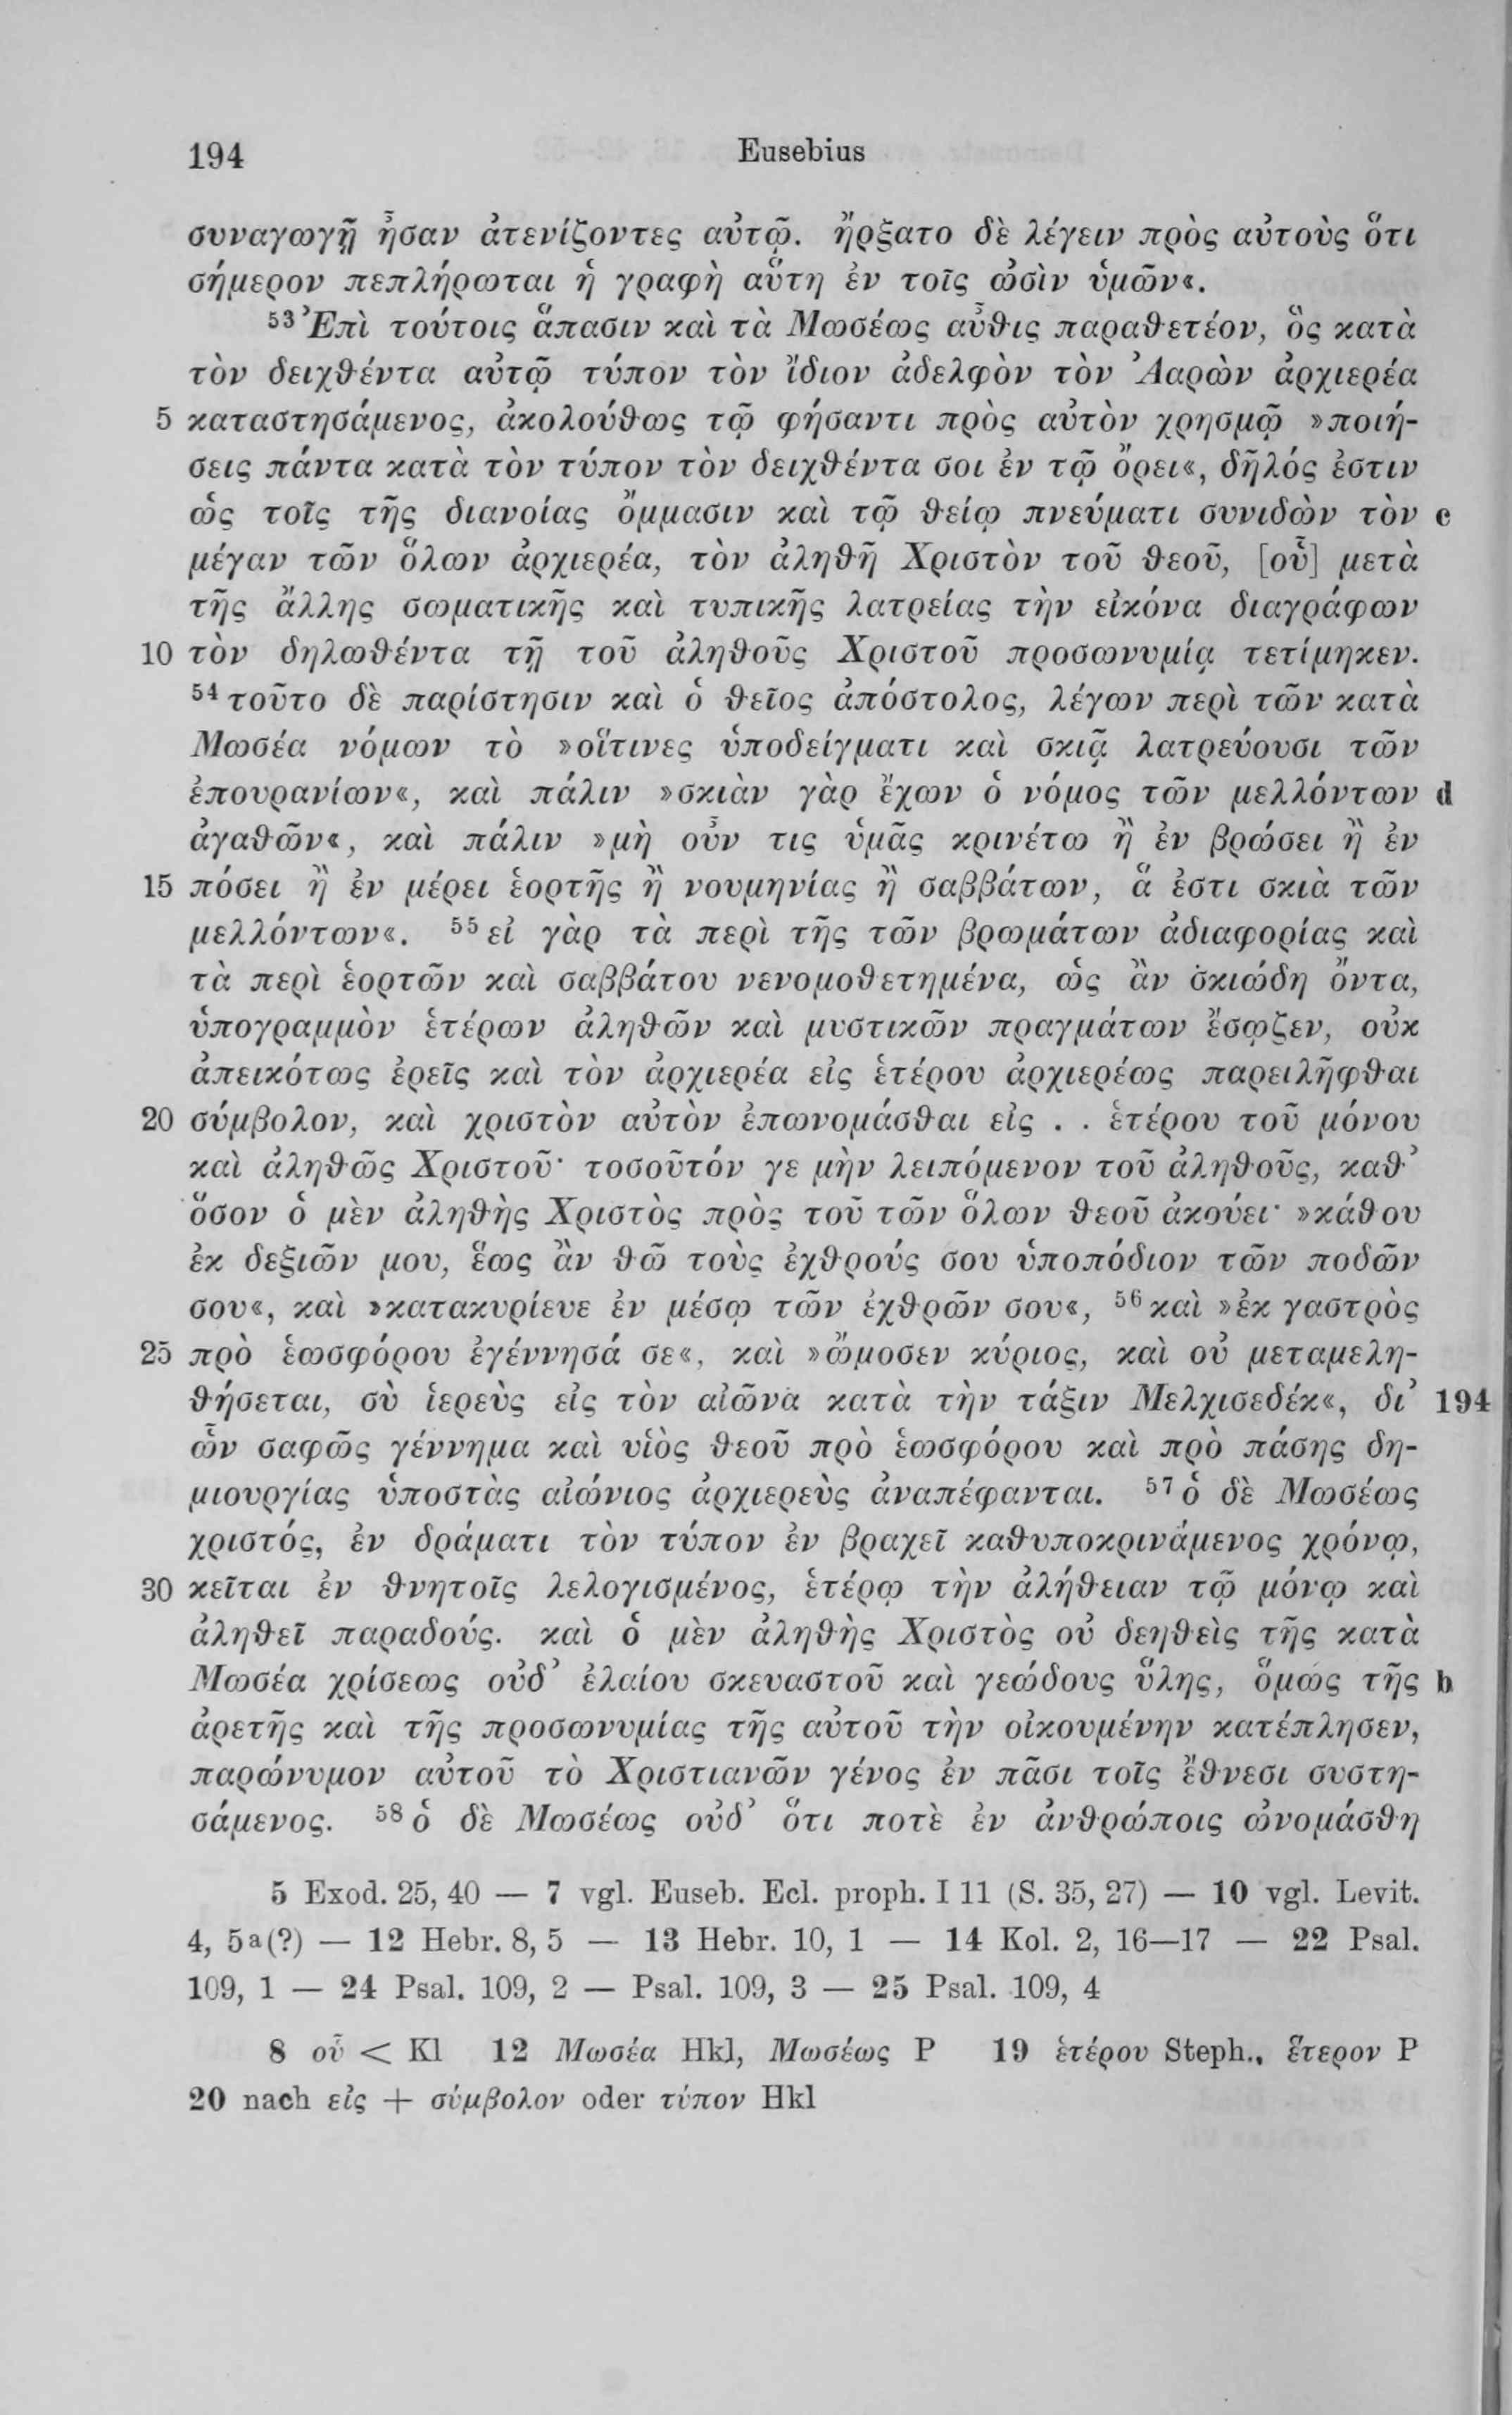 194 Eusebius
συναγωγῇ ἦσαν ἀτενίζοντες αὐτῷ. ἤρξατο δὲ λέγειν πρὸς αὐτοὺς ὅτι
σήμερον πεπλήρωται ἡ γραφὴ αὕτη ἐν τοῖς ὠσὶν ὑμῶν«.
⁵³ Ἐπὶ τούτοις ἅπασιν καὶ τὰ Μωσέως αὖθις παραθετέον, ὃς κατὰ
τὸν δειχθέντα αὐτῷ τύπον τὸν ἴδιον ἀδελφὸν τὸν Ἀαρὼν ἀρχιερέα
5 καταστησάμενος, ἀκολούθως τῷ φήσαντι πρὸς αὐτὸν χρησμῷ »ποιή-
σεις πάντα κατὰ τὸν τύπον τὸν δειχθέντα σοι ἐν τῷ ὄρει«, δῆλός ἐστιν
ὡς τοῖς τῆς διανοίας ὄμμασιν καὶ τῷ θείῳ πνεύματι συνιδὼν τὸν c
μέγαν τῶν ὅλων ἀρχιερέα, τὸν ἀληθῆ Χριστὸν τοῦ θεοῦ, [οὗ] μετὰ
τῆς ἄλλης σωματικῆς καὶ τυπικῆς λατρείας τὴν εἰκόνα διαγράφων
10 τὸν δηλωθέντα τῇ τοῦ ἀληθοῦς Χριστοῦ προσωνυμίᾳ τετίμηκεν.
⁵⁴ τοῦτο δὲ παρίστησιν καὶ ὁ θεῖος ἀπόστολος, λέγων περὶ τῶν κατὰ
Μωσέα νόμων τὸ »οἵτινες ὑποδείγματι καὶ σκιᾷ λατρεύουσι τῶν
ἐπουρανίων«, καὶ πάλιν »σκιὰν γὰρ ἔχων ὁ νόμος τῶν μελλόντων d
ἀγαθῶν«, καὶ πάλιν »μὴ οὖν τις ὑμᾶς κρινέτω ἢ ἐν βρώσει ἢ ἐν
15 πόσει ἢ ἐν μέρει ἑορτῆς ἢ νουμηνίας ἢ σαββάτων, ἅ ἐστι σκιὰ τῶν
μελλόντων«. ⁵⁵ εἰ γὰρ τὰ περὶ τῆς τῶν βρωμάτων ἀδιαφορίας καὶ
τὰ περὶ ἑορτῶν καὶ σαββάτου νενομοθετημένα, ὡς ἂν σκιώδη ὄντα,
ὑπογραμμὸν ἑτέρων ἀληθῶν καὶ μυστικῶν πραγμάτων ἔσῳζεν, οὐκ
ἀπεικότως ἐρεῖς καὶ τὸν ἀρχιερέα εἰς ἑτέρου ἀρχιερέως παρειλῆφθαι
20 σύμβολον, καὶ χριστὸν αὐτὸν ἐπωνομάσθαι εἰς . . ἑτέρου τοῦ μόνου
καὶ ἀληθῶς Χριστοῦ· τοσοῦτόν γε μὴν λειπόμενον τοῦ ἀληθοῦς, καθ’
ὅσον ὁ μὲν ἀληθὴς Χριστὸς πρὸς τοῦ τῶν ὅλων θεοῦ ἀκούει· »κάθου
ἐκ δεξιῶν μου, ἕως ἂν θῶ τοὺς ἐχθρούς σου ὑποπόδιον τῶν ποδῶν
σου«, καὶ »κατακυρίευε ἐν μέσῳ τῶν ἐχθρῶν σου«, ⁵⁶ καὶ »ἐκ γαστρὸς
25 πρὸ ἑωσφόρου ἐγέννησά σε«, καὶ »ὤμοσεν κύριος, καὶ οὐ μεταμελη-
θήσεται, σὺ ἱερεὺς εἰς τὸν αἰῶνα κατὰ τὴν τάξιν Μελχισεδέκ«, δι’ 194
ὧν σαφῶς γέννημα καὶ υἱὸς θεοῦ πρὸ ἑωσφόρου καὶ πρὸ πάσης δη-
μιουργίας ὑποστὰς αἰώνιος ἀρχιερεὺς ἀναπέφανται. ⁵⁷ ὁ δὲ Μωσέως
χριστός, ἐν δράματι τὸν τύπον ἐν βραχεῖ καθυποκρινάμενος χρόνῳ,
30 κεῖται ἐν θνητοῖς λελογισμένος, ἑτέρῳ τὴν ἀλήθειαν τῷ μόνῳ καὶ
ἀληθεῖ παραδούς. καὶ ὁ μὲν ἀληθὴς Χριστὸς οὐ δεηθεὶς τῆς κατὰ
Μωσέα χρίσεως οὐδ’ ἐλαίου σκευαστοῦ καὶ γεώδους ὕλης, ὅμως τῆς b
ἀρετῆς καὶ τῆς προσωνυμίας τῆς αὐτοῦ τὴν οἰκουμένην κατέπλησεν,
παρώνυμον αὐτοῦ τὸ Χριστιανῶν γένος ἐν πᾶσι τοῖς ἔθνεσι συστη-
σάμενος. ⁵⁸ ὁ δὲ Μωσέως οὐδ’ ὅτι ποτὲ ἐν ἀνθρώποις ὠνομάσθη
5 Exod. 25, 40 — 7 vgl. Euseb. Ecl. proph. I 11 (S. 35, 27) — 10 vgl. Levit.
4, 5a(?) — 12 Hebr. 8, 5 — 13 Hebr. 10, 1 — 14 Kol. 2, 16—17 — 22 Psal.
109, 1 — 24 Psal. 109, 2 — Psal. 109, 3 — 25 Psal. 109, 4
8 οὗ < Kl 12 Μωσέα Hkl, Μωσέως P 19 ἑτέρου Steph., ἕτερον P
20 nach εἰς + σύμβολον oder τύπον Hkl